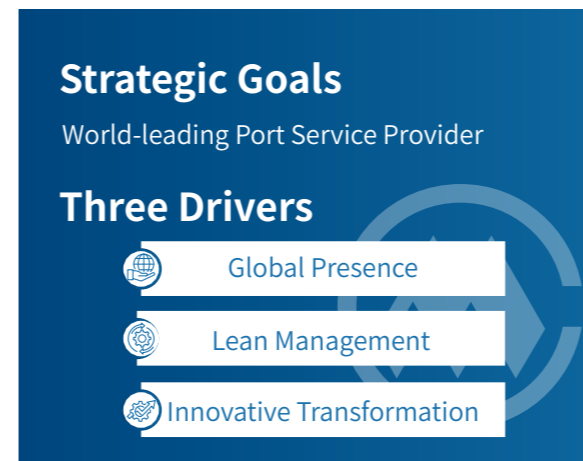 Strategic Goals
World-leading Port Service Provider
Three Drivers
Global Presence
Lean Management
Innovative Transformation